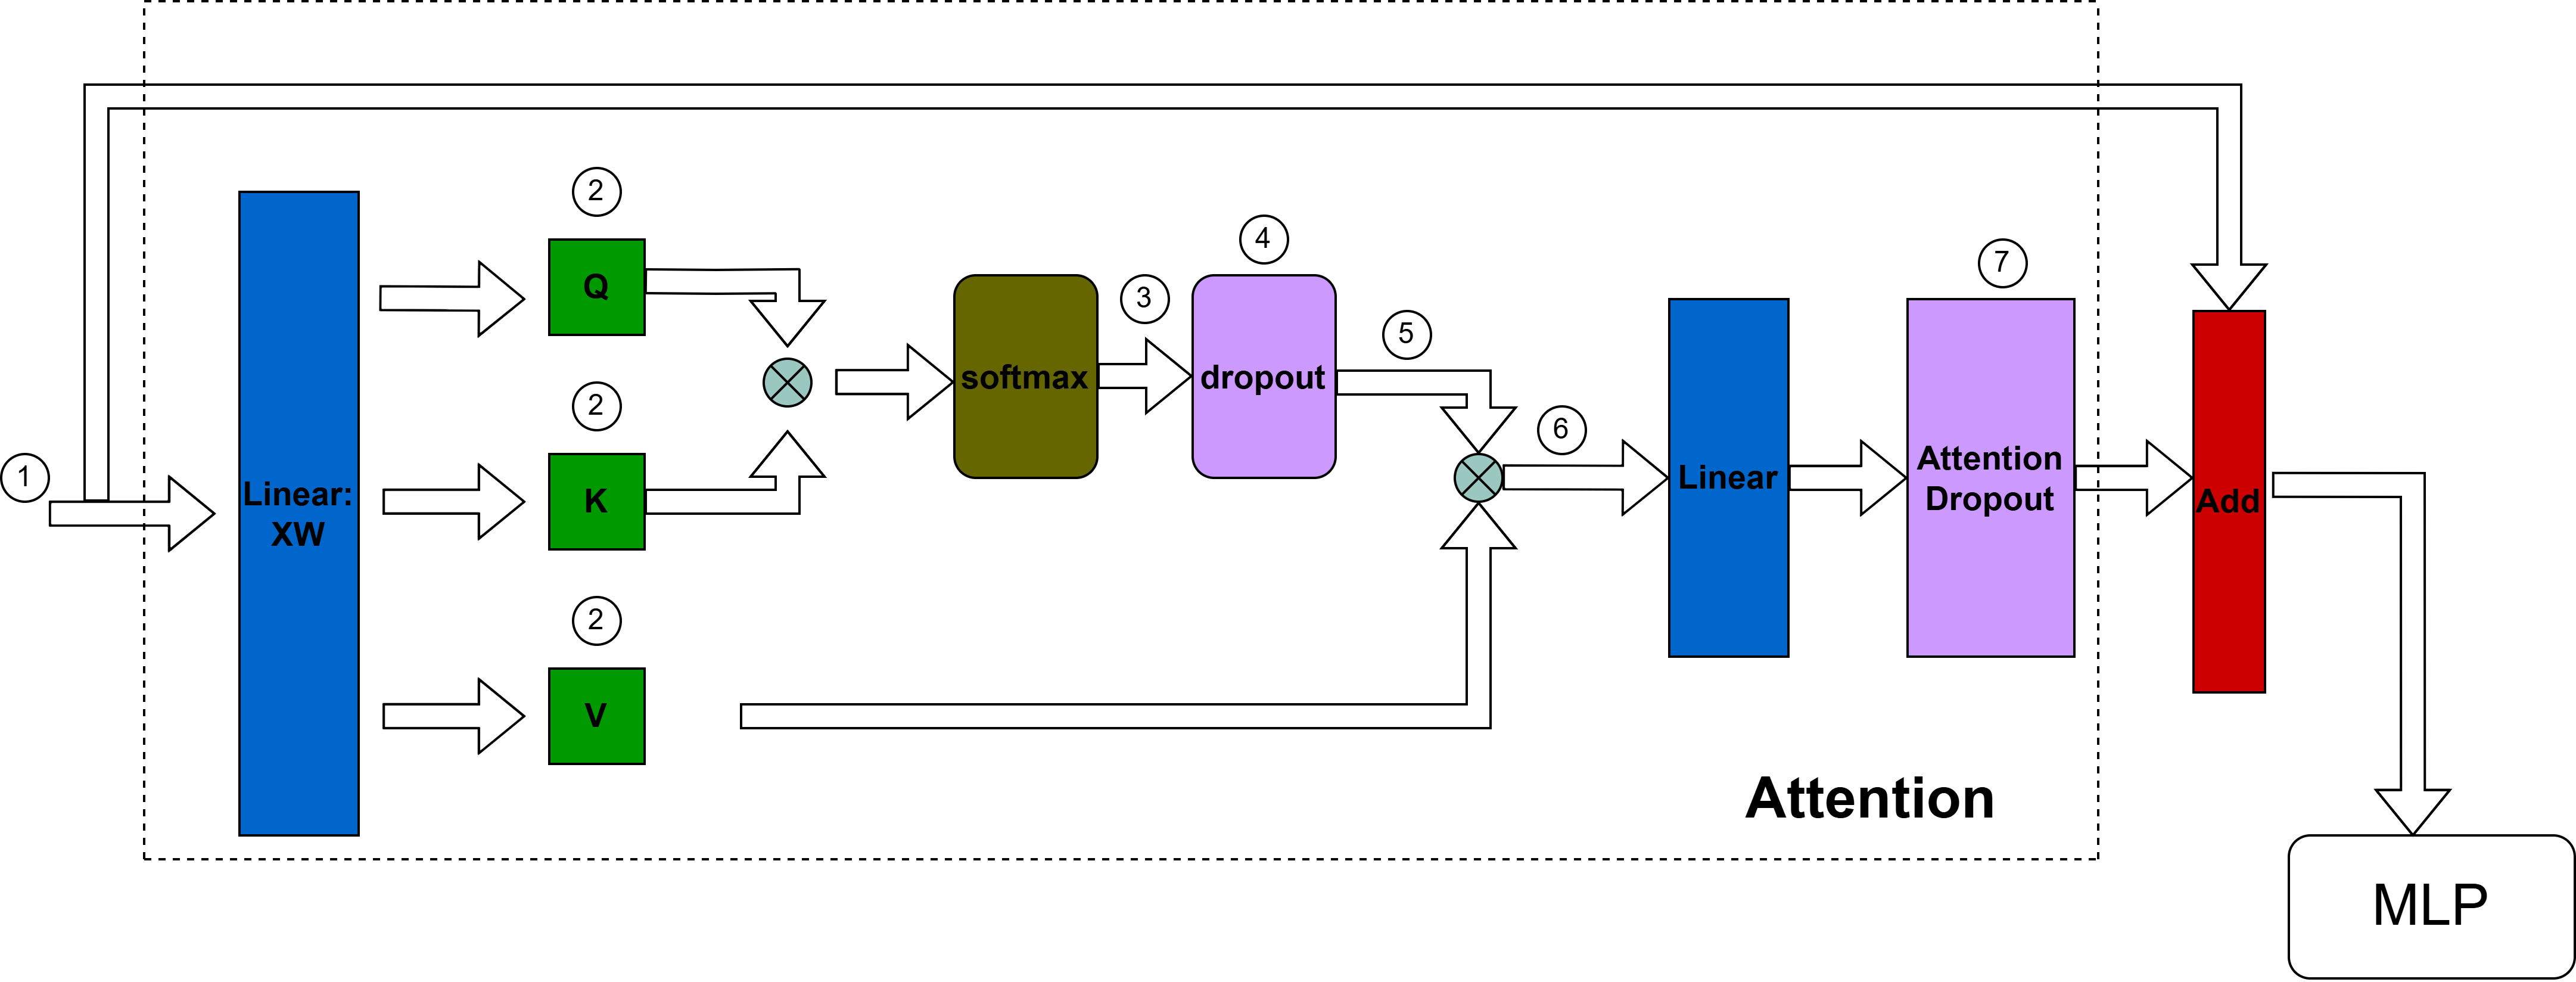 1
Linear:
XW
2
Q
2
K
2
V
softmax
3
4
dropout
5
6
Linear
7
Attention
Dropout
Add
Attention
MLP